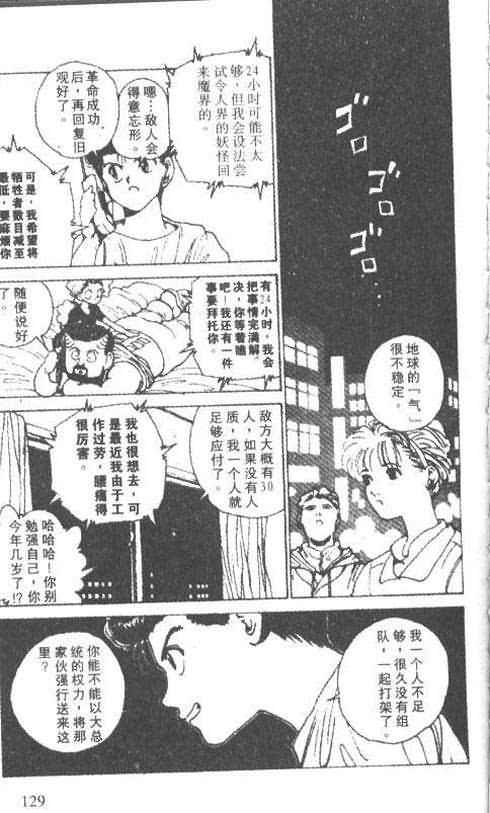 ゴロ
ゴロ
ゴロ…
地球的「气」
很不稳定。
24小时可能不太
够，但我会设法尝
试令人界的妖怪回
来魔界的。
嘿…敌人会
得意忘形。
革命成功
后，再回复旧
观好了。
可是，我希望将
牺牲者数目减至
最低，要麻烦你
有24小时，我会
把事情完满解
决，你等着瞧
吧！我还有一件
事要拜托你。
随便说好
了。
敌方大概有30
人，如果没有人
质，我一个人就
足够应付了。
我也很想去，可
是最近我由于工
作过劳，腰痛得
很厉害。
哈哈哈！你别
勉强自己，你
今年几岁了!?
我一个人不足
够，很久没有组
队，一起打架了。
你能不能以大总
统的权力，将那
家伙强行送来这
里？
129